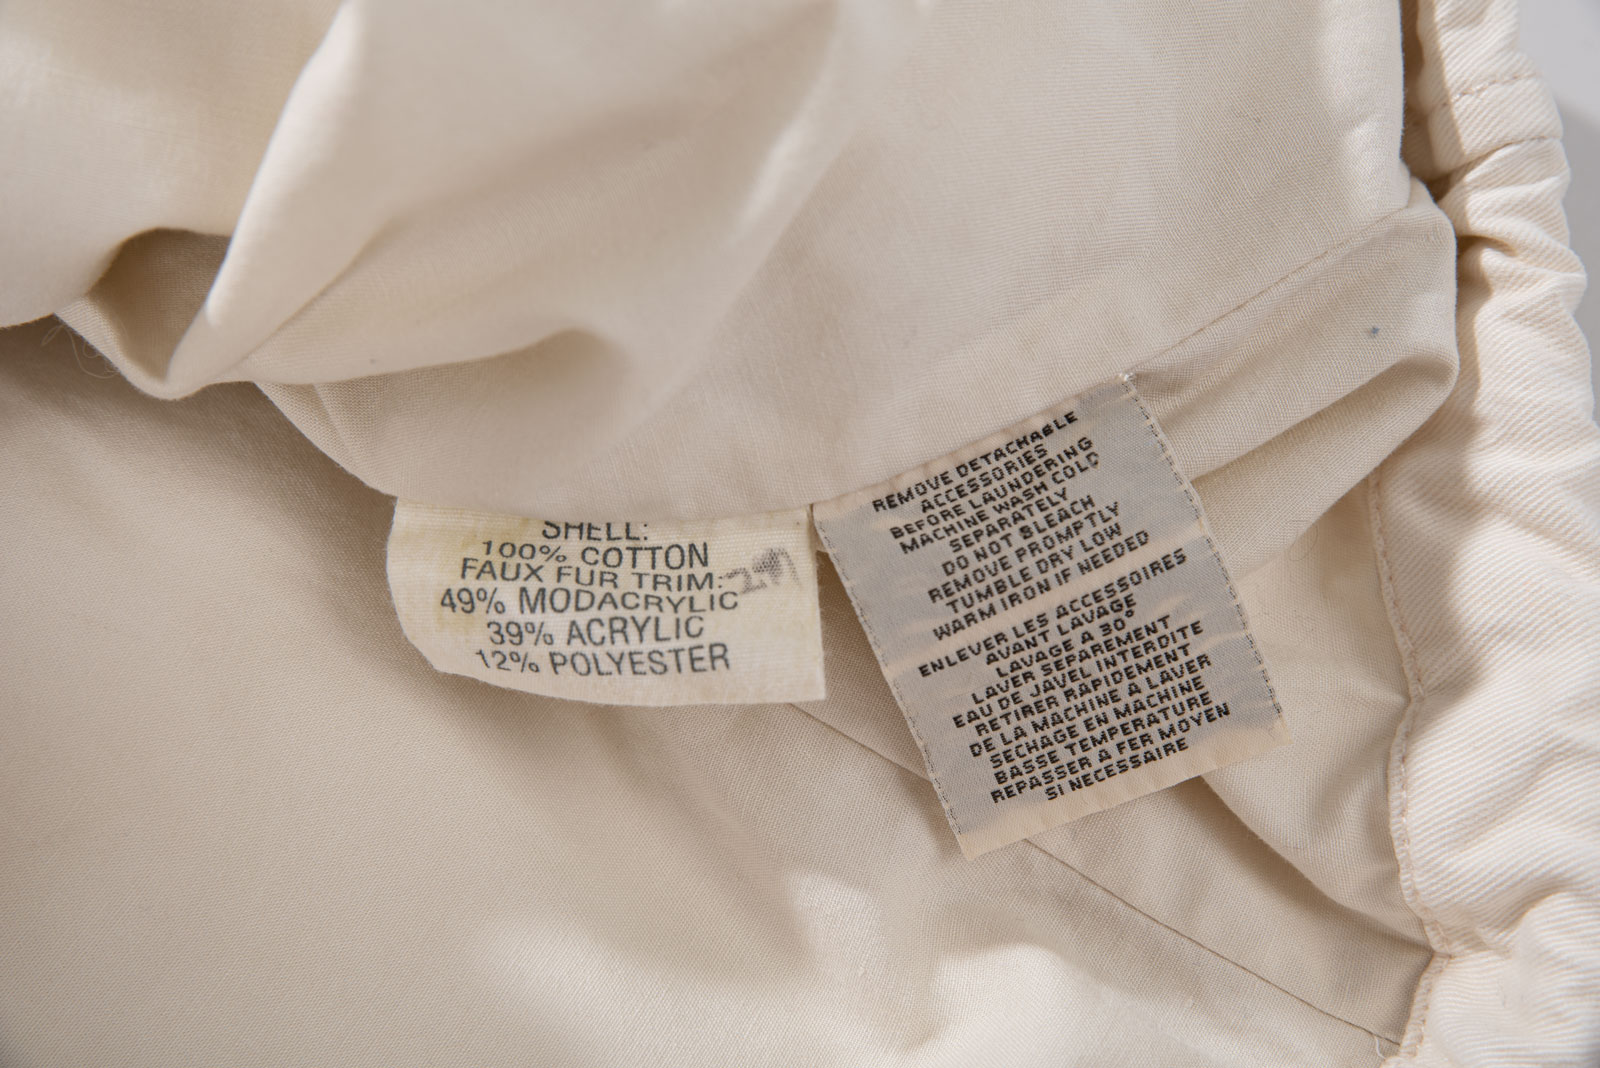 SHELL:
100% COTTON
FAUX FUR TRIM:
49% MODACRYLIC
39% ACRYLIC
12% POLYESTER
REMOVE DETACHABLE
ACCESSORIES
BEFORE LAUNDERING
MACHINE WASH COLD
SEPARATELY
DO NOT BLEACH
REMOVE PROMPTLY
TUMBLE DRY LOW
WARM IRON IF NEEDED
ENLEVER LES ACCESSOIRES
AVANT LAVAGE
LAVAGE A 30°
LAVER SEPAREMENT
EAU DE JAVEL INTERDITE
RETIRER RAPIDEMENT
DE LA MACHINE A LAVER
SECHAGE EN MACHINE
BASSE TEMPERATURE
REPASSER A FER MOYEN
SI NECESSAIRE